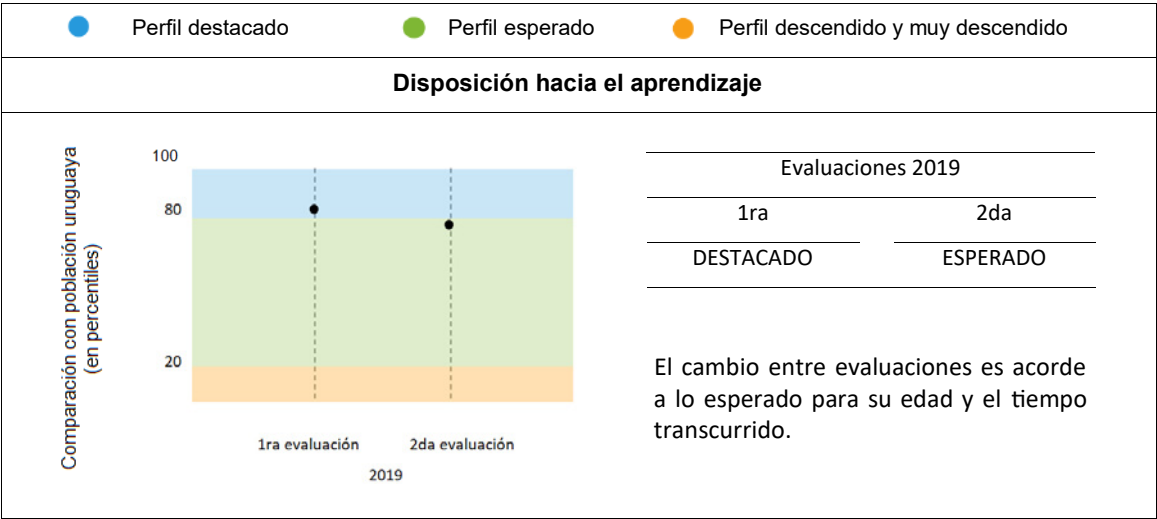 Perfil destacado
Perfil esperado
Perfil descendido y muy descendido
Disposición hacia el aprendizaje
Comparación con población uruguaya
(en percentiles)
100
80
20
1ra evaluación
2da evaluación
2019
Evaluaciones 2019
1ra
2da
DESTACADO
ESPERADO
El cambio entre evaluaciones es acorde
a lo esperado para su edad y el tiempo
transcurrido.